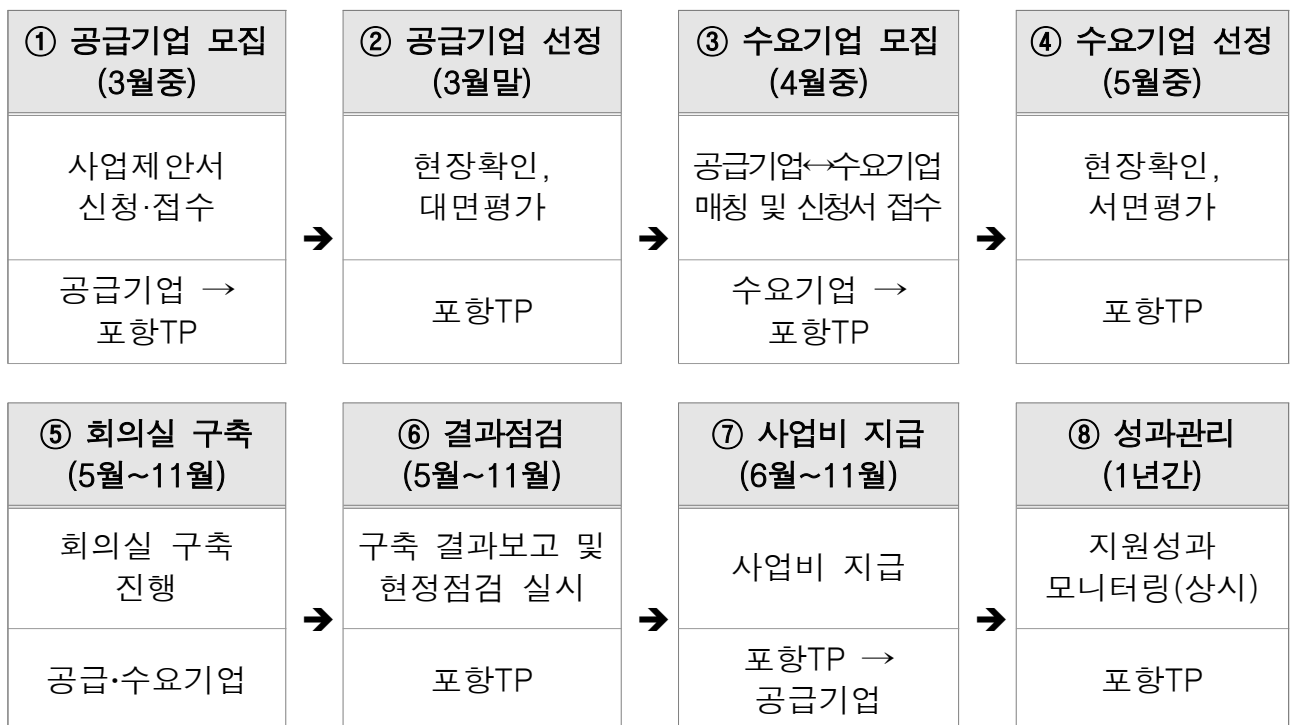 ① 공급기업 모집
(3월중)
사업제안서
신청·접수
공급기업 →
포항TP
➔
② 공급기업 선정
(3월말)
현장확인,
대면평가
포항TP
➔
③ 수요기업 모집
(4월중)
공급기업↔수요기업
매칭 및 신청서 접수
수요기업 →
포항TP
➔
④ 수요기업 선정
(5월중)
현장확인,
서면평가
포항TP
⑤ 회의실 구축
(5월~11월)
회의실 구축
진행
공급·수요기업
➔
⑥ 결과점검
(5월~11월)
구축 결과보고 및
현정점검 실시
포항TP
➔
⑦ 사업비 지급
(6월~11월)
사업비 지급
포항TP →
공급기업
➔
⑧ 성과관리
(1년간)
지원성과
모니터링(상시)
포항TP